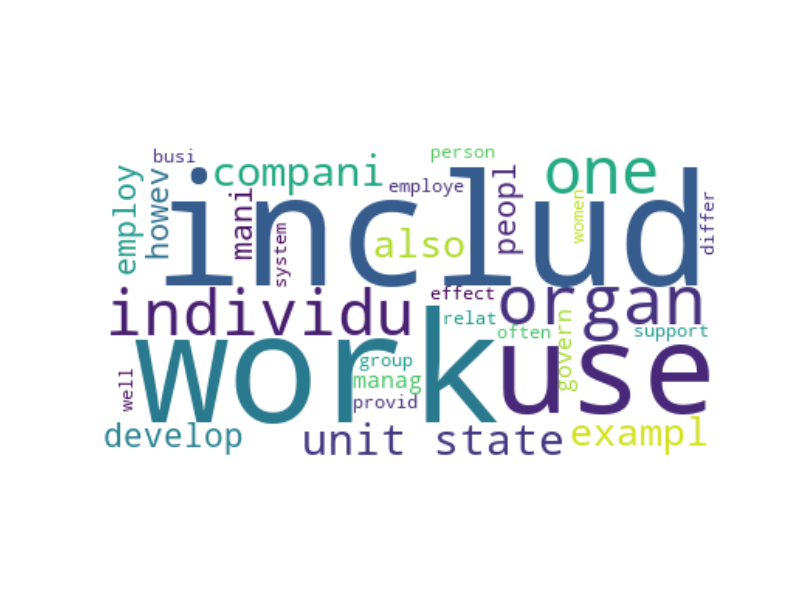 busi
person
compani
one
employe
employ
howev
mani
peopl
includ
women
differ
system
also
individu
effect
organ
relat
often
support
work
use
govern
group
manag
provid
well
develop
unit state
exampl